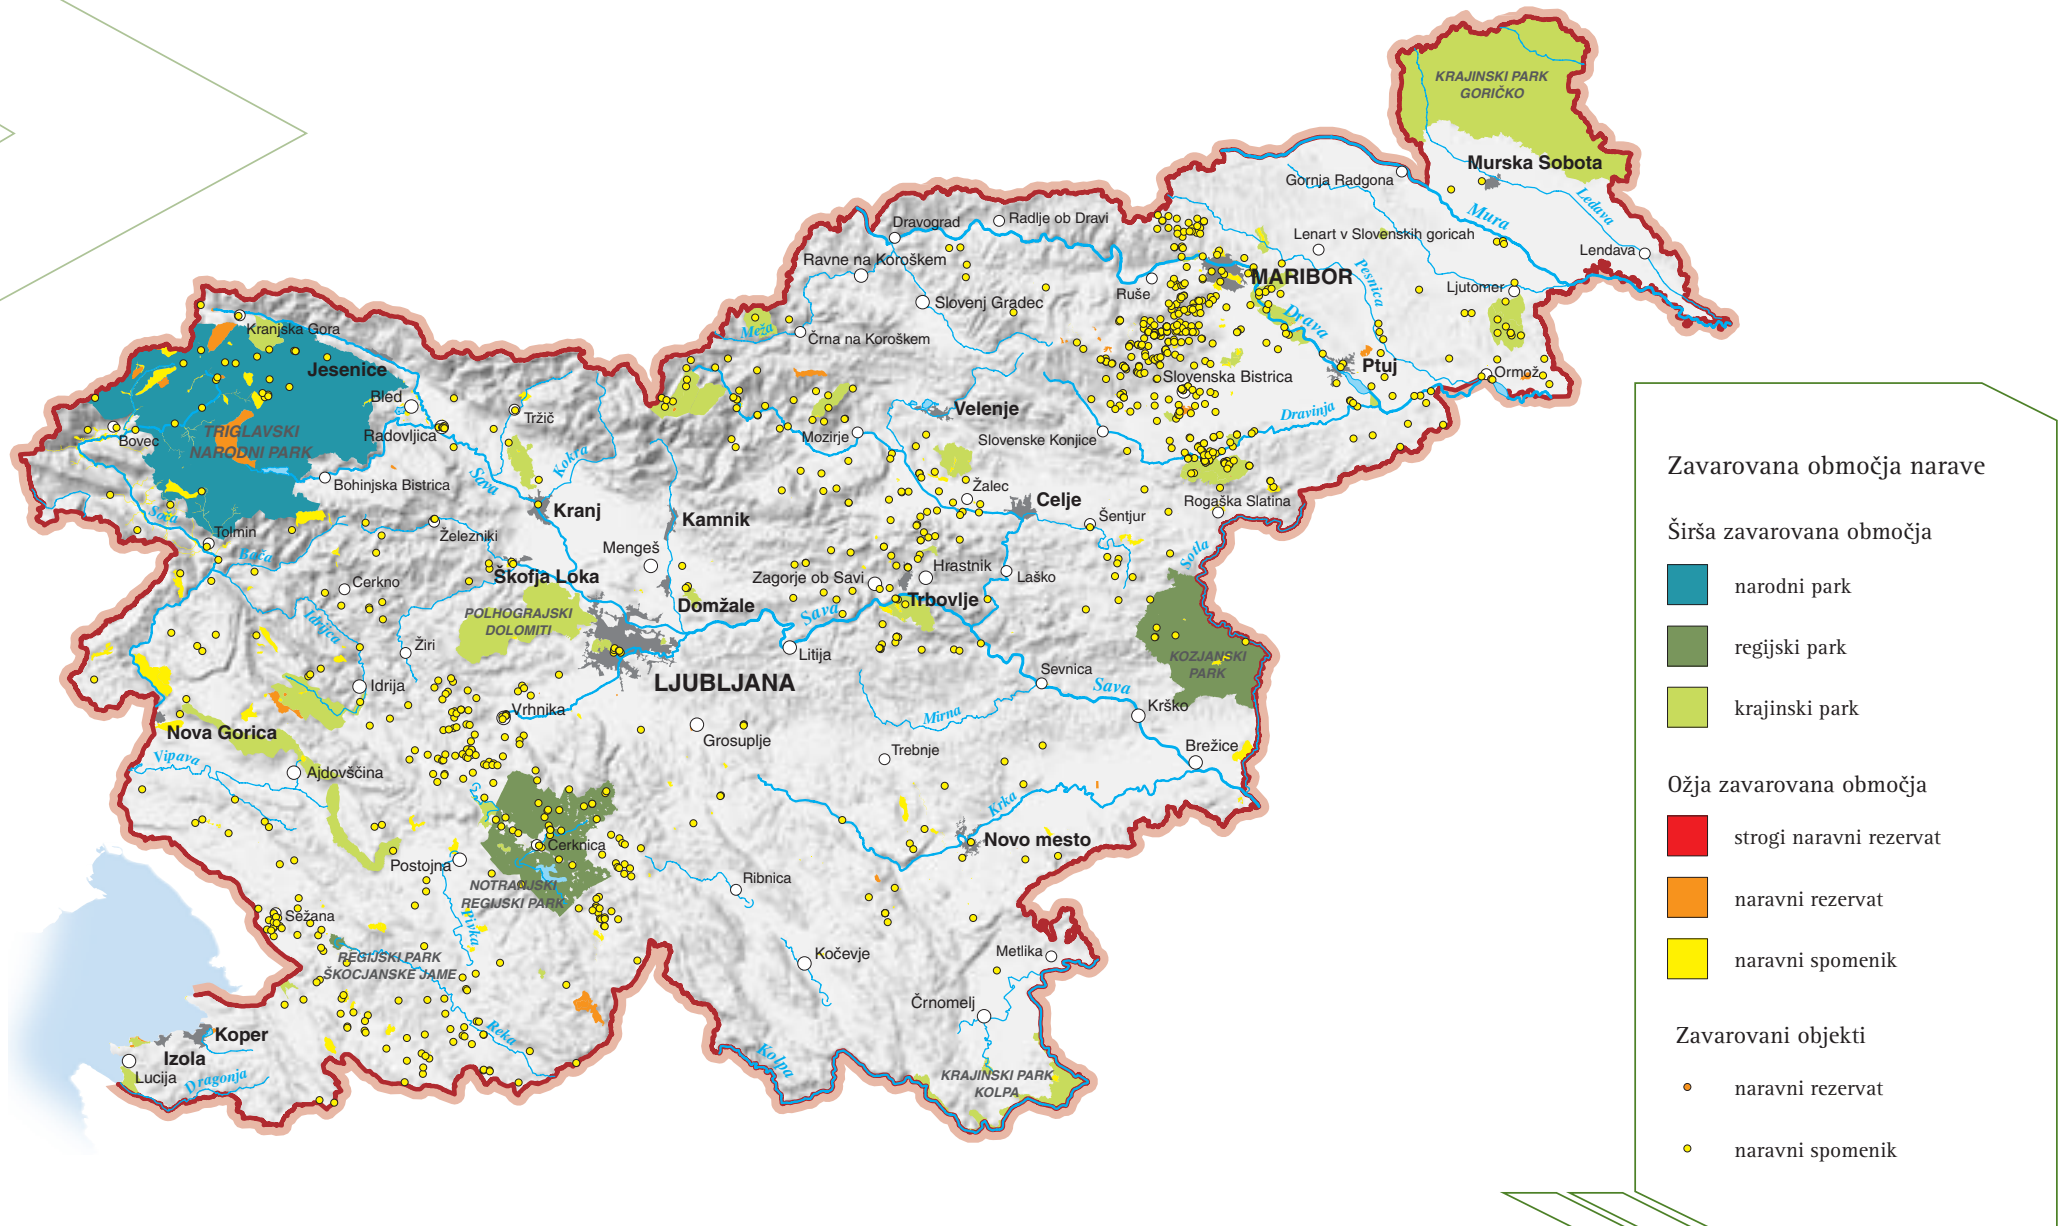 KRAJINSKI PARK
GORIČKO
Murska Sobota
Gornja Radgona
Ledava
Mura
Dravograd
Radlje ob Dravi
Lenart v Slovenskih goricah
Lendava
Ravne na Koroškem
Pesnica
MARIBOR
Ruše
Ljutomer
Slovenj Gradec
Drava
Kranjska Gora
Meža
Črna na Koroškem
Jesenice
Ptuj
Ormož
Slovenska Bistrica
Bled
Tržič
Velenje
Dravinja
Radovljica
TRIGLAVSKI
NARODNI PARK
Bovec
Mozirje
Slovenske Konjice
Kokra
Sava
Bohinjska Bistrica
Žalec
Celje
Rogaška Slatina
Kranj
Kamnik
Šentjur
Soča
Tolmin
Železniki
Bača
Mengeš
Sotla
Škofja Loka
Zagorje ob Savi
Hrastnik
Laško
Cerkno
Domžale
Trbovlje
Sava
POLHOGRAJSKI
DOLOMITI
Idrijca
Žiri
Litija
KOZJANSKI
PARK
Sevnica
Sava
Idrija
LJUBLJANA
Krško
Vrhnika
Mirna
Nova Gorica
Grosuplje
Trebnje
Brežice
Vipava
Ajdovščina
Krka
Novo mesto
Cerknica
Postojna
Ribnica
NOTRANJSKI
REGIJSKI PARK
Sežana
Pivka
REGIJSKI PARK
ŠKOCJANSKE JAME
Kočevje
Metlika
Črnomelj
Koper
Reka
Izola
Lucija
Dragonja
Kolpa
KRAJINSKI PARK
KOLPA
Zavarovana območja narave
Širša zavarovana območja
narodni park
regijski park
krajinski park
Ožja zavarovana območja
strogi naravni rezervat
naravni rezervat
naravni spomenik
Zavarovani objekti
naravni rezervat
naravni spomenik